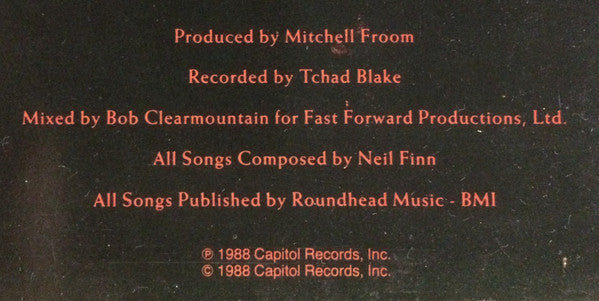 Produced by Mitchell Froom
Recorded by Tchad Blake
Mixed by Bob Clearmountain for Fast Forward Productions, Ltd.
All Songs Composed by Neil Finn
All Songs Published by Roundhead Music - BMI
℗ 1988 Capitol Records, Inc.
© 1988 Capitol Records, Inc.